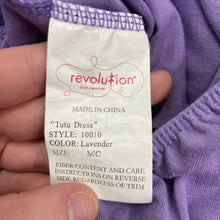 revolution
dancewear
MADE IN CHINA
"Tutu Dress"
STYLE: 10010
COLOR: Lavender
SIZE: MC
FIBER CONTENT AND CARE
INSTRUCTIONS ON REVERSE
SIDE REGARDLESS OF TRIM